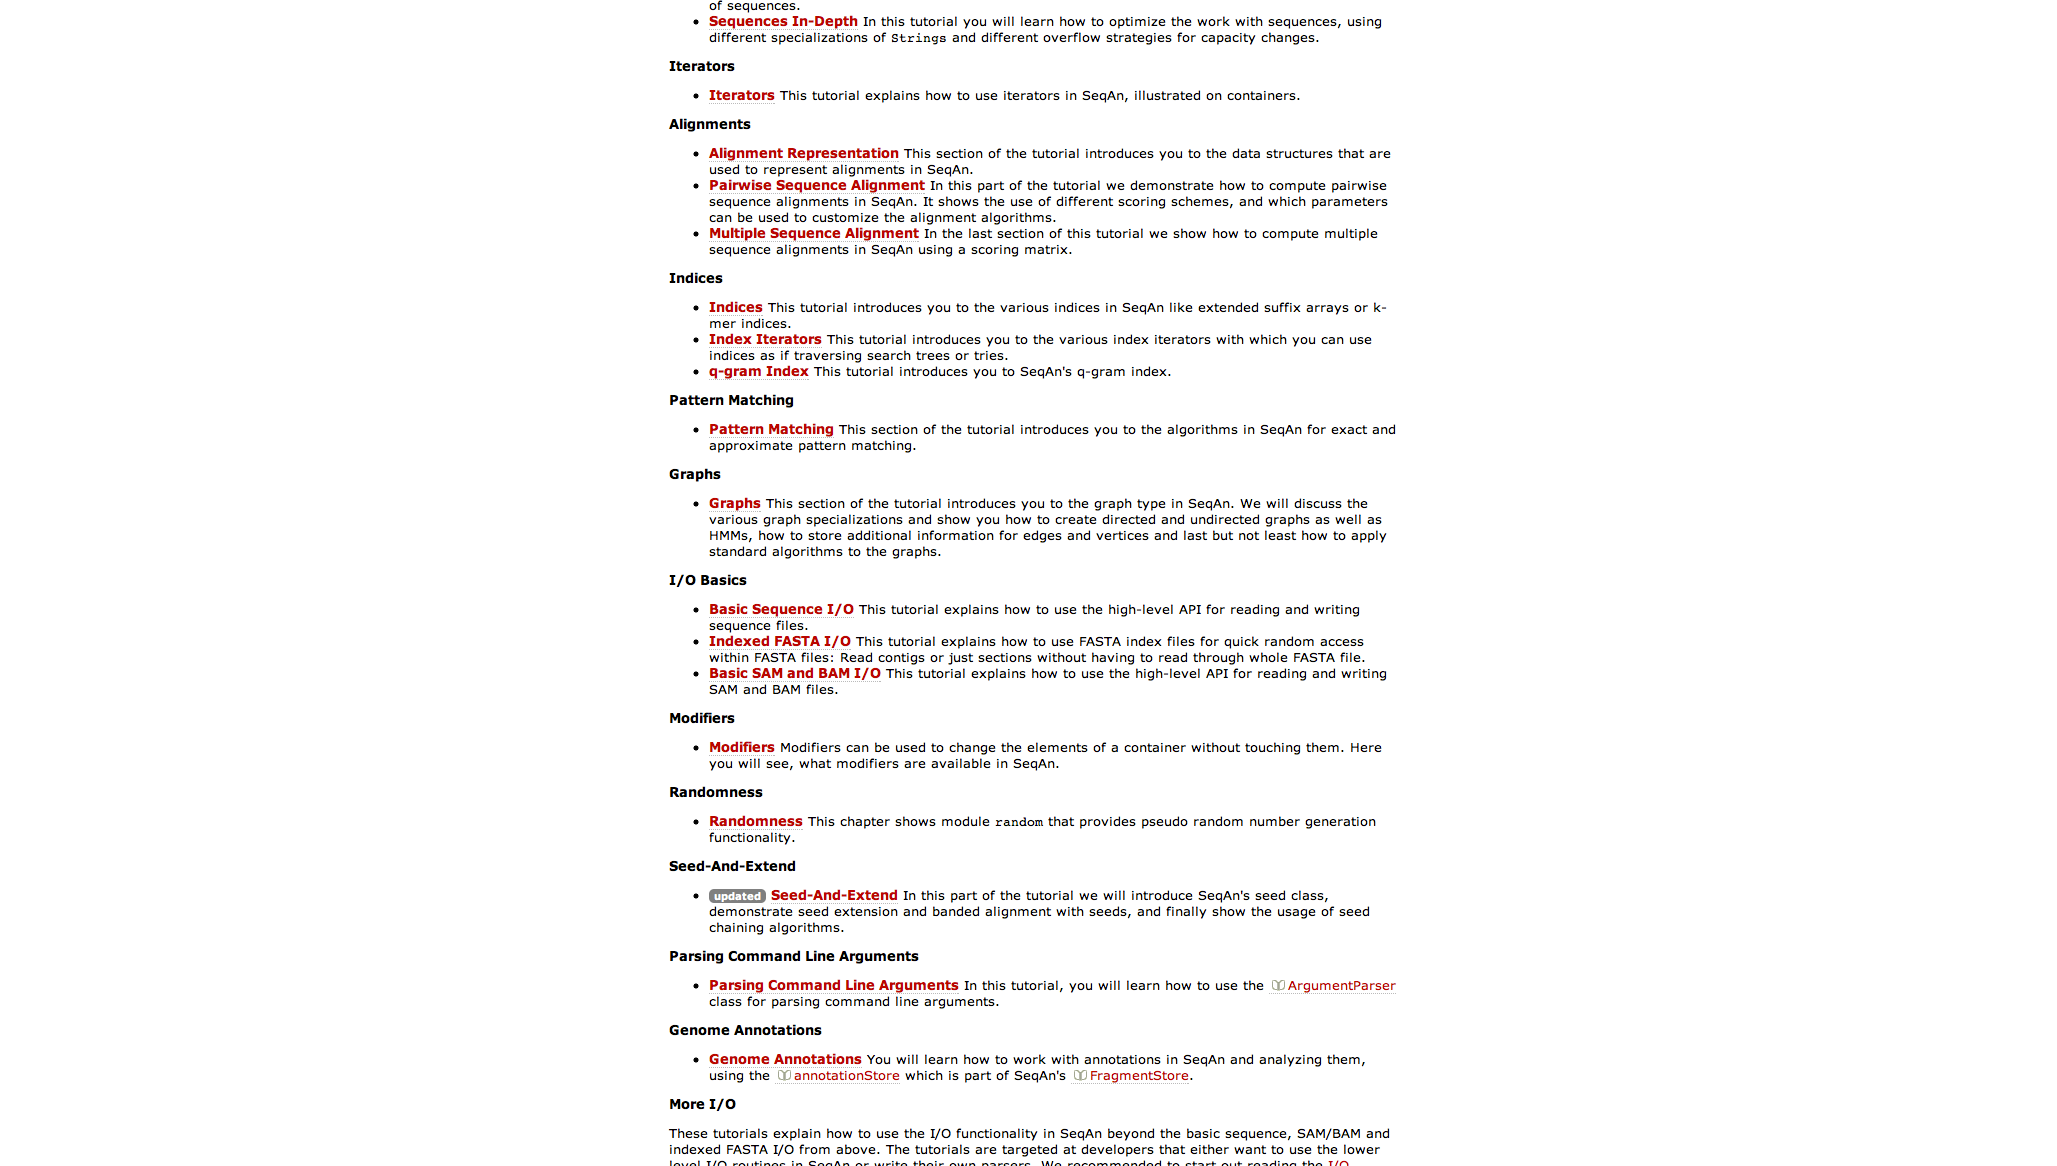 of sequences.
Sequences In-Depth In this tutorial you will learn how to optimize the work with sequences, using
different specializations of Strings and different overflow strategies for capacity changes.
Iterators
Iterators This tutorial explains how to use iterators in SeqAn, illustrated on containers.
Alignments
Alignment Representation This section of the tutorial introduces you to the data structures that are
used to represent alignments in SeqAn.
Pairwise Sequence Alignment In this part of the tutorial we demonstrate how to compute pairwise
sequence alignments in SeqAn. It shows the use of different scoring schemes, and which parameters
can be used to customize the alignment algorithms.
Multiple Sequence Alignment In the last section of this tutorial we show how to compute multiple
sequence alignments in SeqAn using a scoring matrix.
Indices
Indices This tutorial introduces you to the various indices in SeqAn like extended suffix arrays or k-
mer indices.
Index Iterators This tutorial introduces you to the various index iterators with which you can use
indices as if traversing search trees or tries.
q-gram Index This tutorial introduces you to SeqAn's q-gram index.
Pattern Matching
Pattern Matching This section of the tutorial introduces you to the algorithms in SeqAn for exact and
approximate pattern matching.
Graphs
Graphs This section of the tutorial introduces you to the graph type in SeqAn. We will discuss the
various graph specializations and show you how to create directed and undirected graphs as well as
HMMs, how to store additional information for edges and vertices and last but not least how to apply
standard algorithms to the graphs.
I/O Basics
Basic Sequence I/O This tutorial explains how to use the high-level API for reading and writing
sequence files.
Indexed FASTA I/O This tutorial explains how to use FASTA index files for quick random access
within FASTA files: Read contigs or just sections without having to read through whole FASTA file.
Basic SAM and BAM I/O This tutorial explains how to use the high-level API for reading and writing
SAM and BAM files.
Modifiers
Modifiers Modifiers can be used to change the elements of a container without touching them. Here
you will see, what modifiers are available in SeqAn.
Randomness
Randomness This chapter shows module random that provides pseudo random number generation
functionality.
Seed-And-Extend
updated Seed-And-Extend In this part of the tutorial we will introduce SeqAn's seed class,
demonstrate seed extension and banded alignment with seeds, and finally show the usage of seed
chaining algorithms.
Parsing Command Line Arguments
Parsing Command Line Arguments In this tutorial, you will learn how to use the ArgumentParser
class for parsing command line arguments.
Genome Annotations
Genome Annotations You will learn how to work with annotations in SeqAn and analyzing them,
using the annotationStore which is part of SeqAn's FragmentStore.
More I/O
These tutorials explain how to use the I/O functionality in SeqAn beyond the basic sequence, SAM/BAM and
indexed FASTA I/O from above. The tutorials are targeted at developers that either want to use the lower
level I/O routines in SeqAn or write their own parsers. We recommended to start out reading the I/O